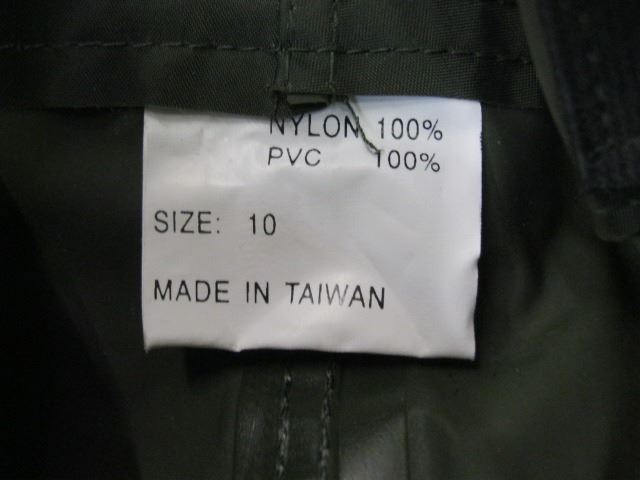 NYLON 100%
PVC 100%
SIZE: 10
MADE IN TAIWAN